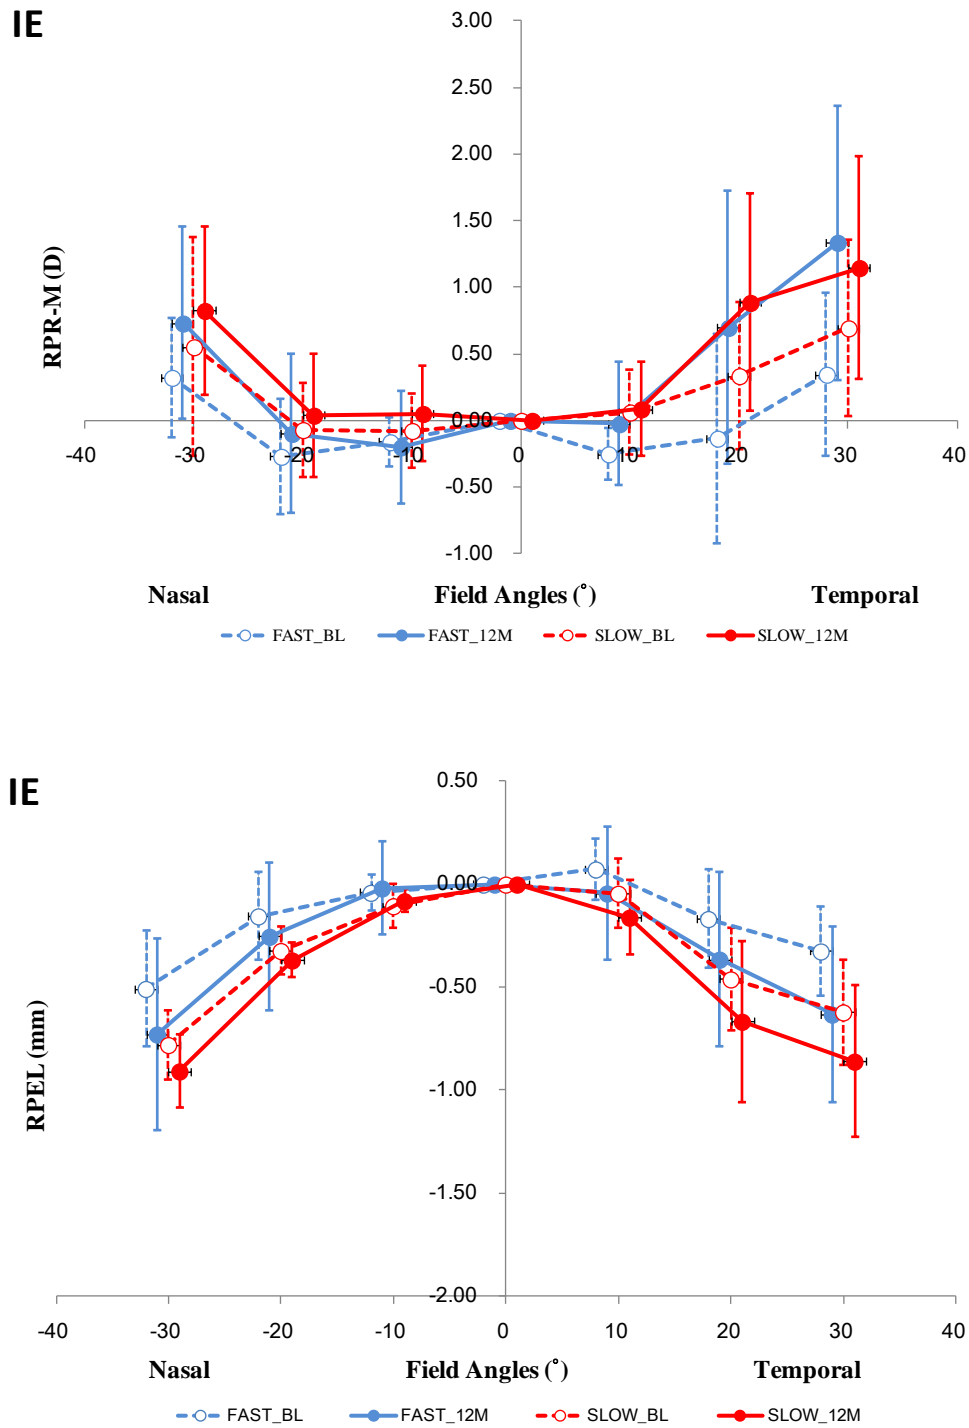 IE
3.00
2.50
2.00
1.50
1.00
0.50
0.00
-0.50
-1.00
RPR-M (D)
-40 -30 -20 -10 0 10 20 30 40
Nasal Field Angles (°) Temporal
FAST_BL FAST_12M SLOW_BL SLOW_12M
IE
0.50
0.00
-0.50
-1.00
-1.50
-2.00
RPEL (mm)
-40 -30 -20 -10 0 10 20 30 40
Nasal Field Angles (°) Temporal
FAST_BL FAST_12M SLOW_BL SLOW_12M